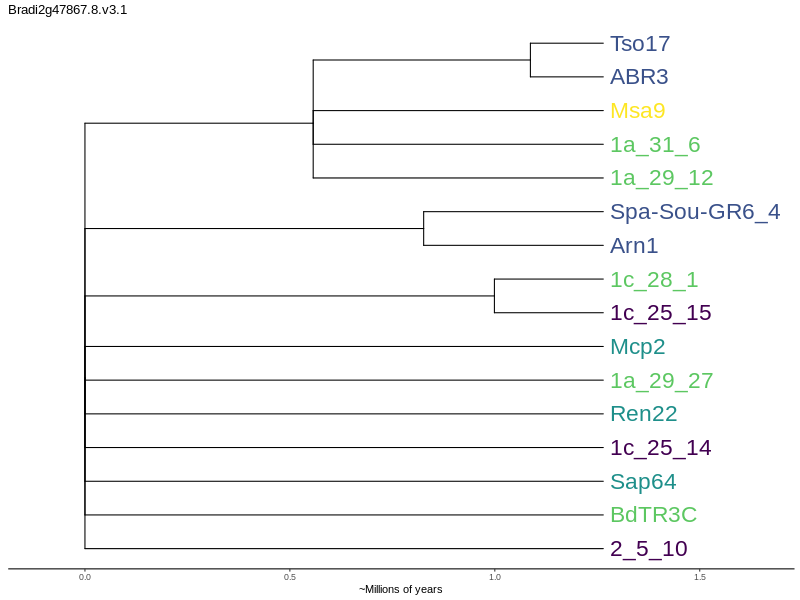 Bradi2g47867.8.v3.1
Tso17
ABR3
Msa9
1a_31_6
1a_29_12
Spa-Sou-GR6_4
Arn1
1c_28_1
1c_25_15
Mcp2
1a_29_27
Ren22
1c_25_14
Sap64
BdTR3C
2_5_10
0.0 0.5 1.0 1.5
~Millions of years